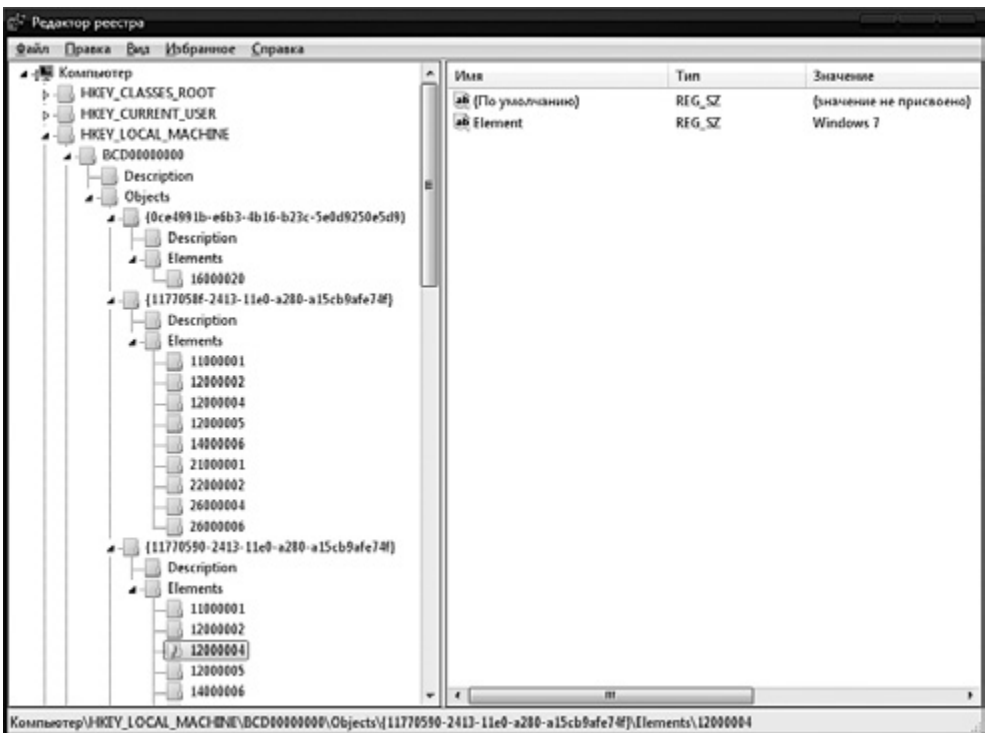 Редактор реестра
Файл Правка Вид Избранное Справка
Компьютер
HKEY_CLASSES_ROOT
HKEY_CURRENT_USER
HKEY_LOCAL_MACHINE
BCD00000000
Description
Objects
{0ce4991b-e6b3-4b16-b23c-5e0d9250e5d9}
Description
Elements
16000020
{1177058f-2413-11e0-a280-a15cb9afe74f}
Description
Elements
11000001
12000002
12000004
12000005
14000006
21000001
22000002
26000004
26000006
{11770590-2413-11e0-a280-a15cb9afe74f}
Description
Elements
11000001
12000002
12000004
12000005
14000006
Имя Тип Значение
ab (По умолчанию) REG_SZ (значение не присвоено)
ab Element REG_SZ Windows 7
Компьютер\HKEY_LOCAL_MACHINE\BCD00000000\Objects\{11770590-2413-11e0-a280-a15cb9afe74f}\Elements\12000004